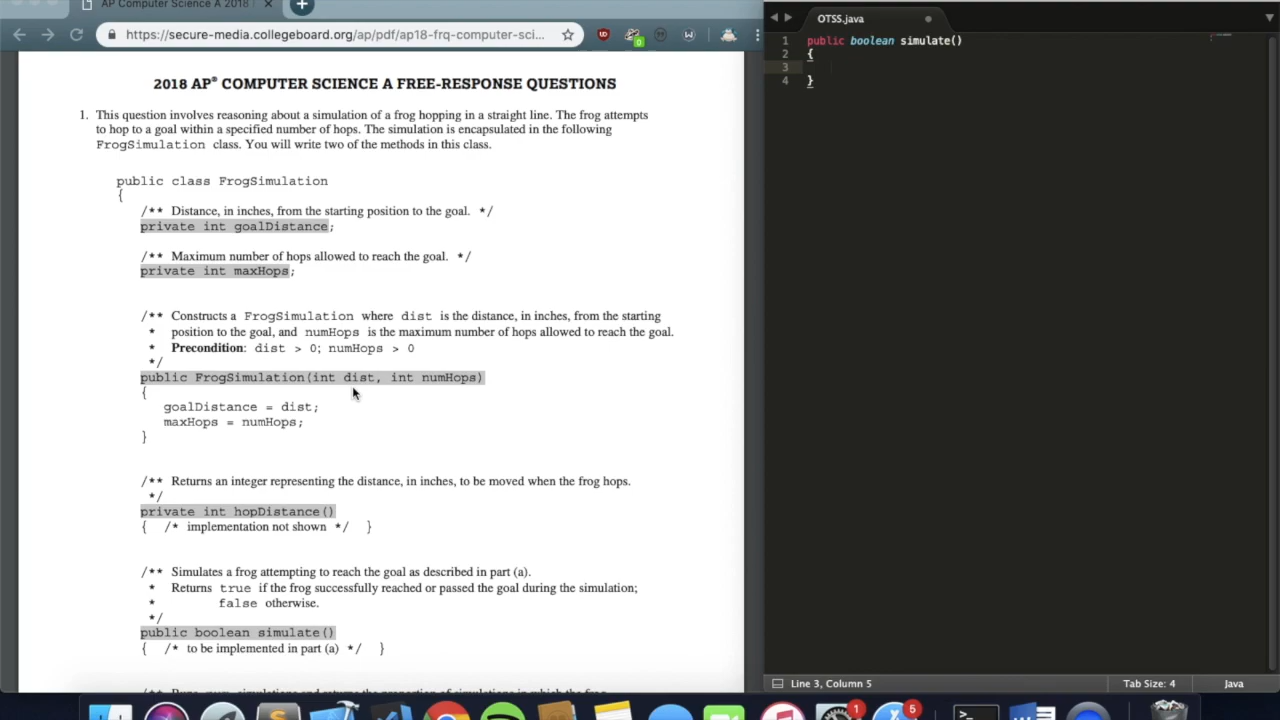 AP Computer Science A 2018
https://secure-media.collegeboard.org/ap/pdf/ap18-frq-computer-sci...
2018 AP® COMPUTER SCIENCE A FREE-RESPONSE QUESTIONS
1. This question involves reasoning about a simulation of a frog hopping in a straight line. The frog attempts
to hop to a goal within a specified number of hops. The simulation is encapsulated in the following
FrogSimulation class. You will write two of the methods in this class.
public class FrogSimulation
{
/** Distance, in inches, from the starting position to the goal. */
private int goalDistance;
/** Maximum number of hops allowed to reach the goal. */
private int maxHops;
/** Constructs a FrogSimulation where dist is the distance, in inches, from the starting
* position to the goal, and numHops is the maximum number of hops allowed to reach the goal.
* Precondition: dist > 0; numHops > 0
*/
public FrogSimulation(int dist, int numHops)
{
goalDistance = dist;
maxHops = numHops;
}
/** Returns an integer representing the distance, in inches, to be moved when the frog hops.
*/
private int hopDistance()
{ /* implementation not shown */ }
/** Simulates a frog attempting to reach the goal as described in part (a).
* Returns true if the frog successfully reached or passed the goal during the simulation;
* false otherwise.
*/
public boolean simulate()
{ /* to be implemented in part (a) */ }
OTSS.java
1 public boolean simulate()
2 {
3
4 }
Line 3, Column 5
Tab Size: 4
Java
0
1
5